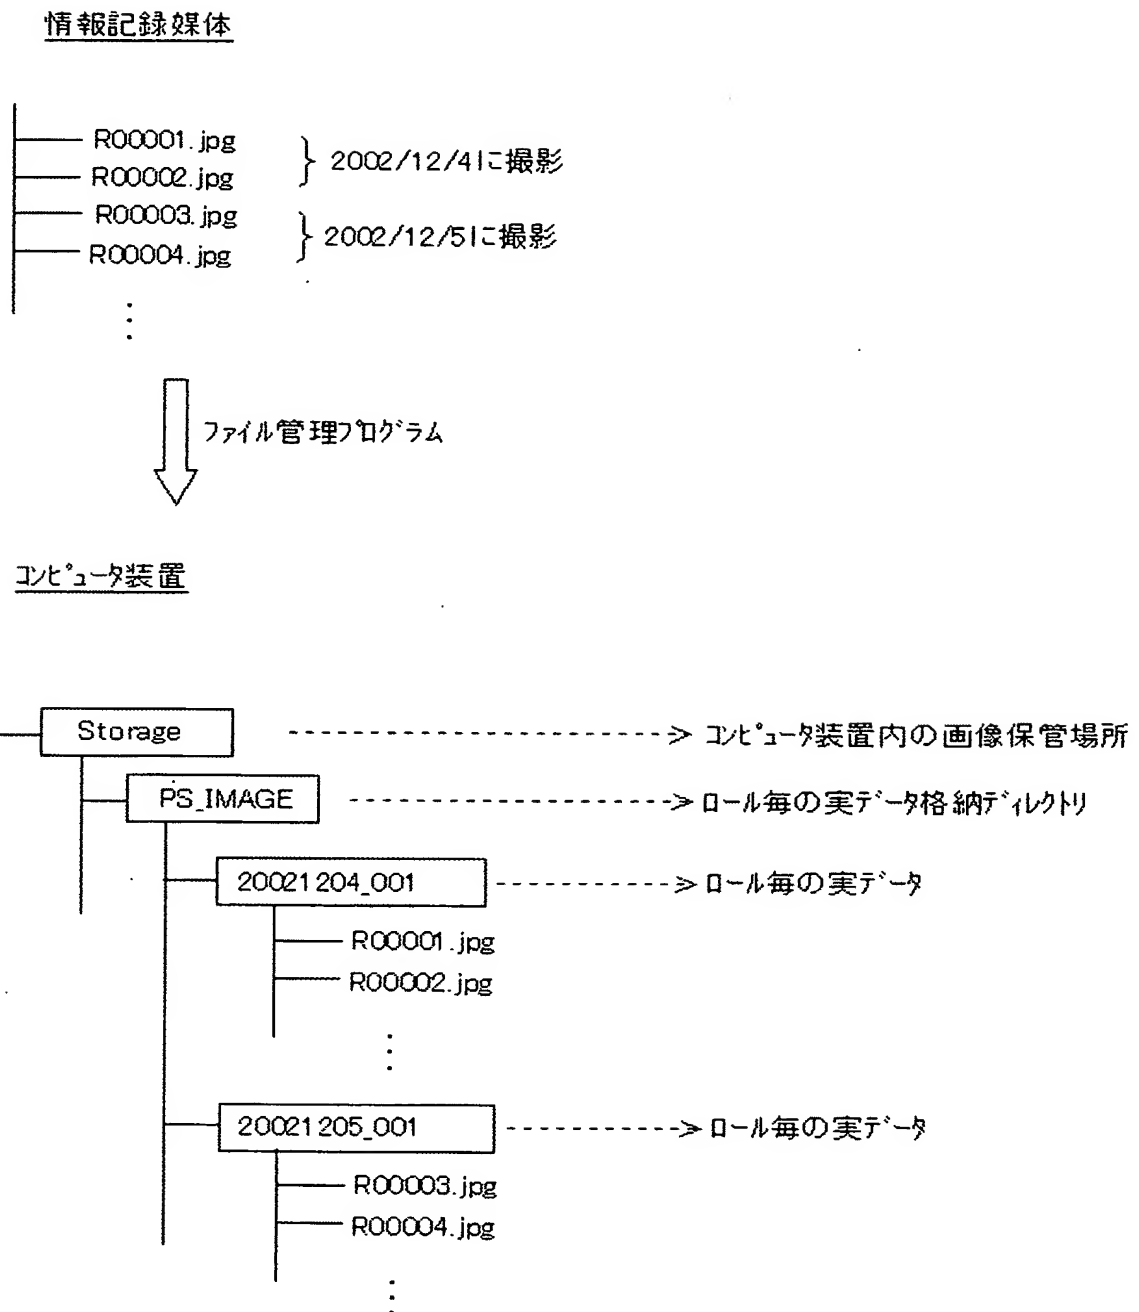 情報記録媒体
R00001.jpg
R00002.jpg
} 2002/12/4に撮影
R00003.jpg
R00004.jpg
} 2002/12/5に撮影
ファイル管理プログラム
コンピュータ装置
Storage
コンピュータ装置内の画像保管場所
PS_IMAGE
ロール毎の実データ格納ディレクトリ
20021204_001
ロール毎の実データ
R00001.jpg
R00002.jpg
20021205_001
ロール毎の実データ
R00003.jpg
R00004.jpg